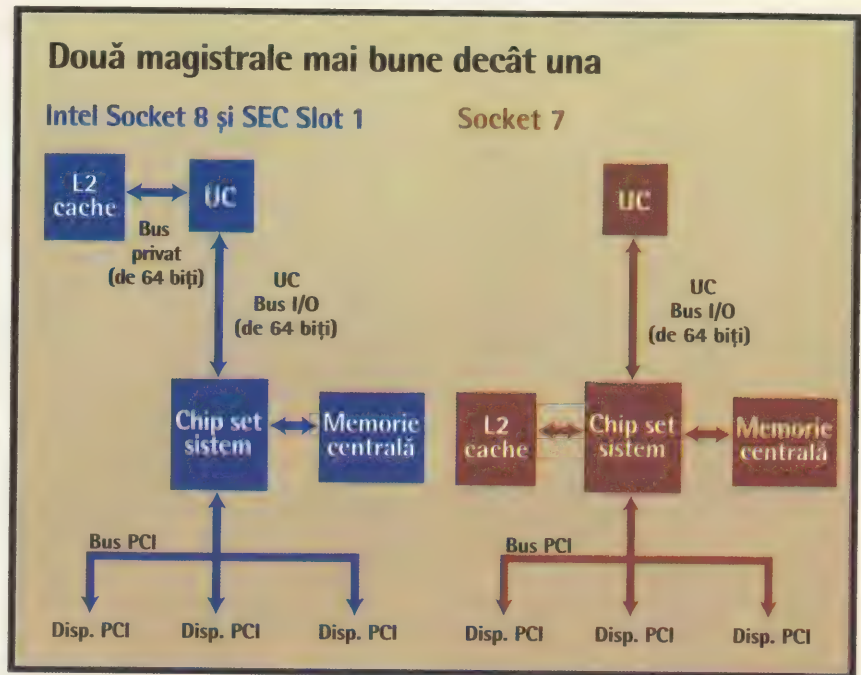 Două magistrale mai bune decât una
Intel Socket 8 și SEC Slot 1
L2
cache
UC
Bus
privat
(de 64 biți)
UC
Bus I/O
(de 64 biți)
Chip set
sistem
Memorie
centrală
Bus PCI
Disp. PCI
Disp. PCI
Disp. PCI
Socket 7
UC
UC
Bus I/O
(de 64 biți)
L2
cache
Chip set
sistem
Memorie
centrală
Bus PCI
Disp. PCI
Disp. PCI
Disp. PCI